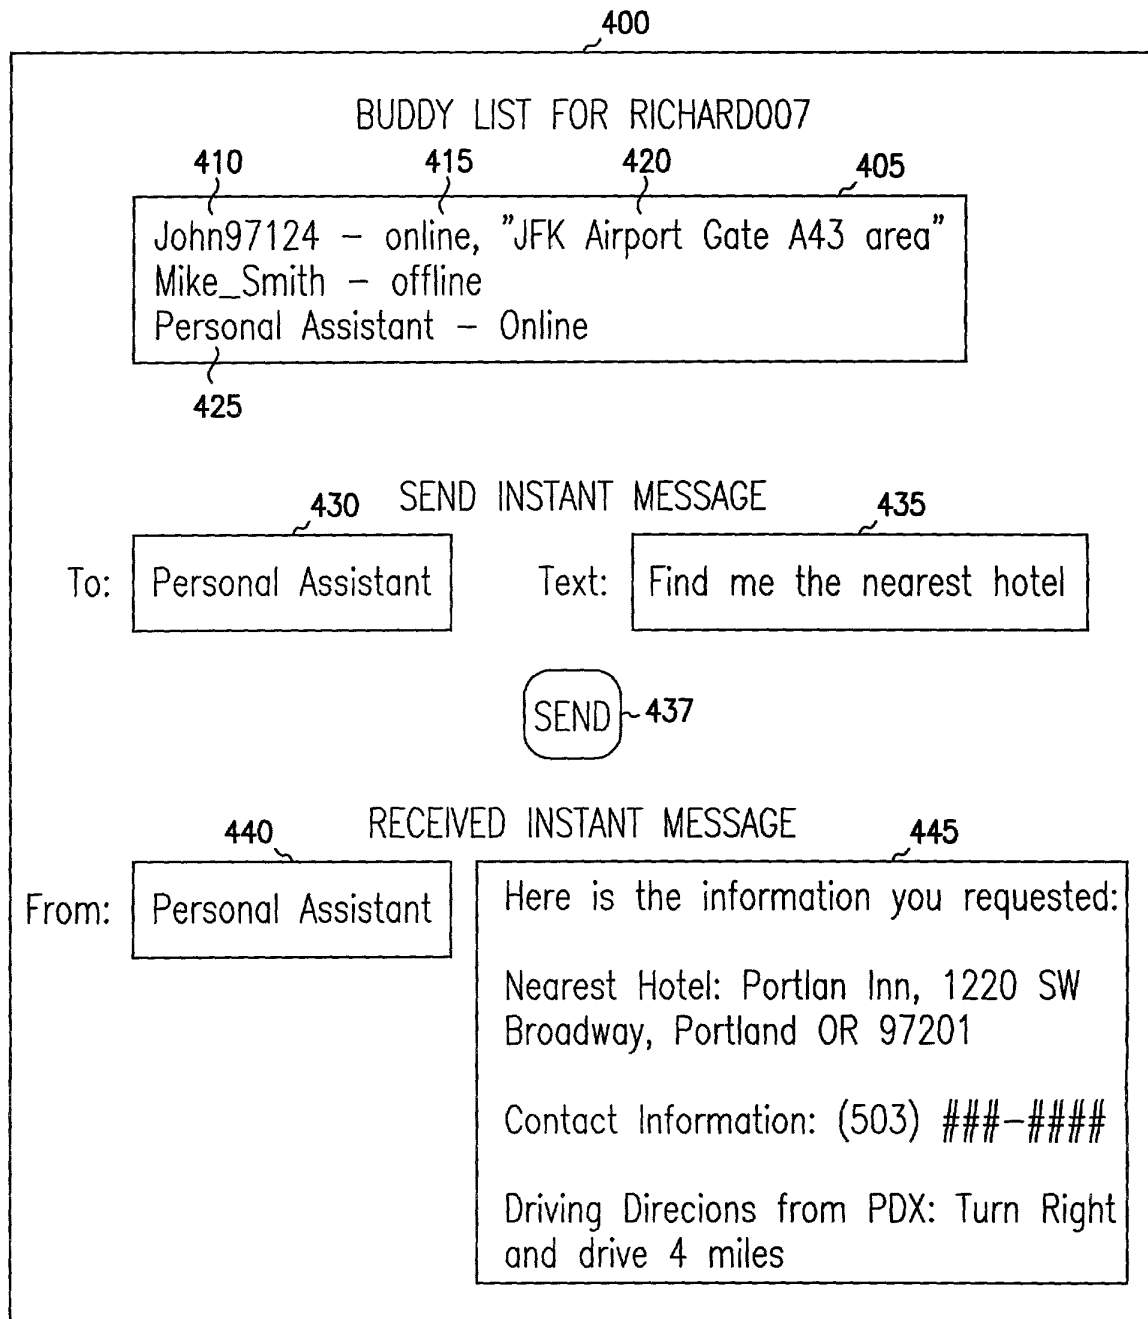 400
BUDDY LIST FOR RICHARD007
410 415 420 405
John97124 – online, "JFK Airport Gate A43 area"
Mike_Smith – offline
Personal Assistant – Online
425
SEND INSTANT MESSAGE
430 435
To: Personal Assistant Text: Find me the nearest hotel
SEND 437
RECEIVED INSTANT MESSAGE
440 445
From: Personal Assistant
Here is the information you requested:
Nearest Hotel: Portlan Inn, 1220 SW
Broadway, Portland OR 97201
Contact Information: (503) ###–####
Driving Direcions from PDX: Turn Right
and drive 4 miles